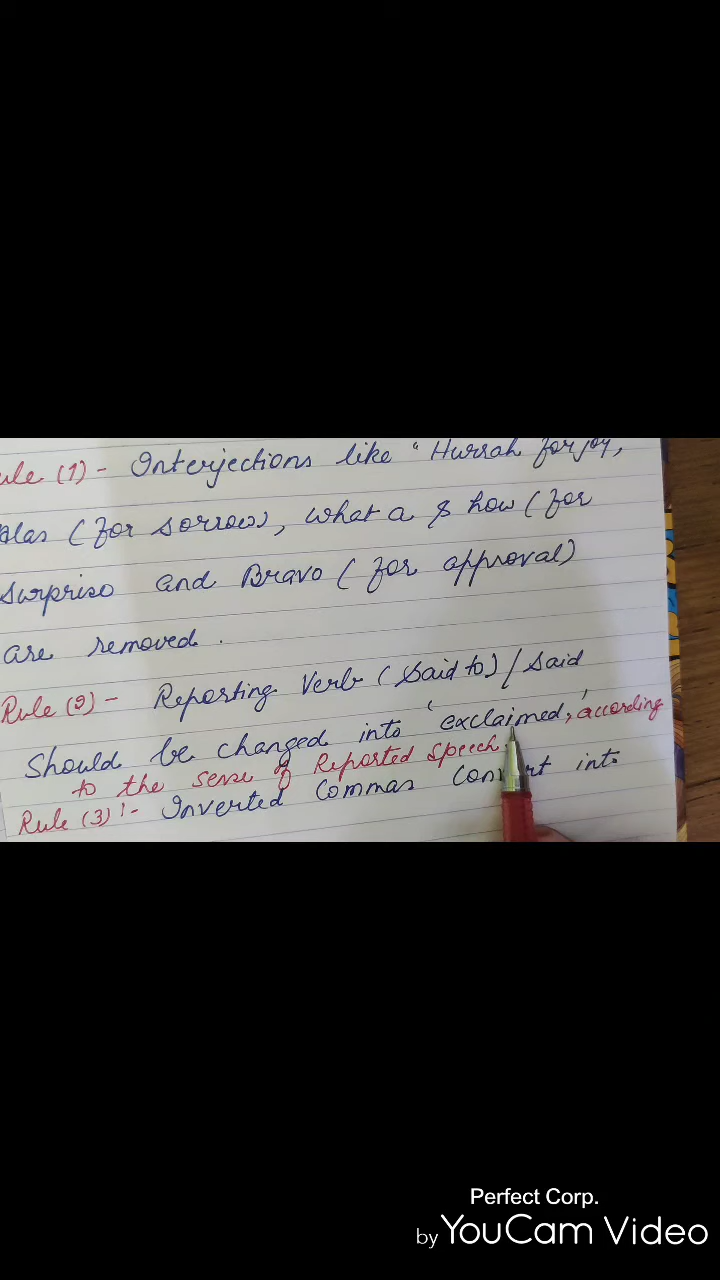 ule (1) - Interjections like "Hurrah for joy,
alas (for sorrow), what a & how (for
surprise and Bravo (for approval)
are removed.
Rule (2) - Reporting Verb (Said to) / Said
should be changed into 'exclaimed,' according
to the sense of Reported Speech.
Rule (3) :- Inverted Commas Con rt into
Perfect Corp.
by YouCam Video